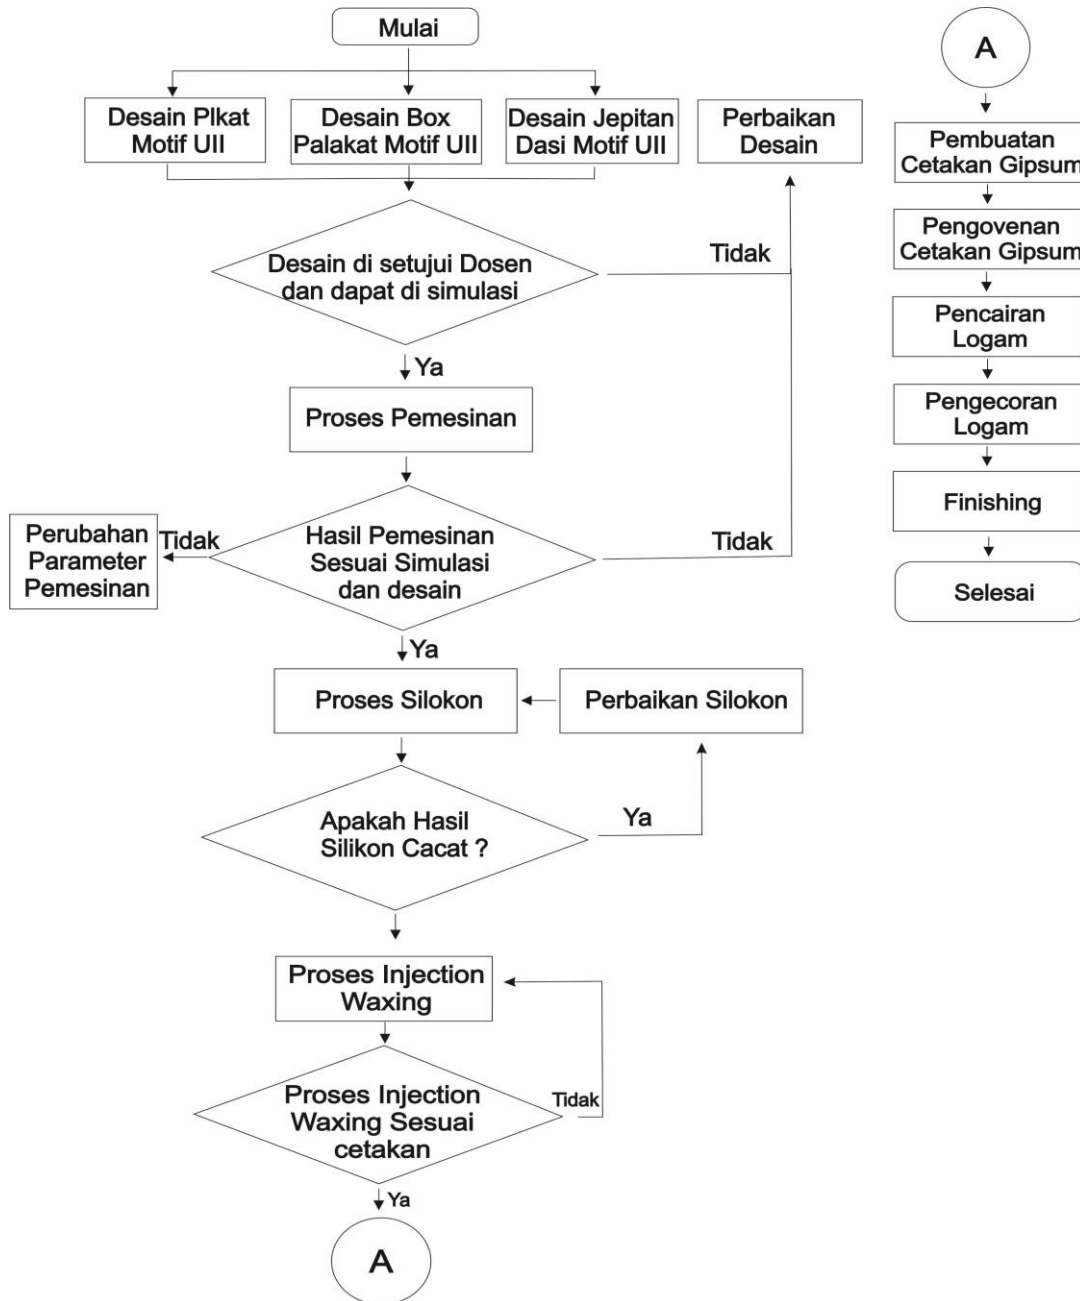 Mulai
Desain Plkat
Motif UII
Desain Box
Palakat Motif UII
Desain Jepitan
Dasi Motif UII
Perbaikan
Desain
Desain di setujui Dosen
dan dapat di simulasi
Tidak
Ya
Proses Pemesinan
Hasil Pemesinan
Sesuai Simulasi
dan desain
Tidak
Perubahan
Parameter
Pemesinan
Tidak
Ya
Proses Silokon
Perbaikan Silokon
Apakah Hasil
Silikon Cacat ?
Ya
Proses Injection
Waxing
Proses Injection
Waxing Sesuai
cetakan
Tidak
Ya
A
A
Pembuatan
Cetakan Gipsum
Pengovenan
Cetakan Gipsum
Pencairan
Logam
Pengecoran
Logam
Finishing
Selesai